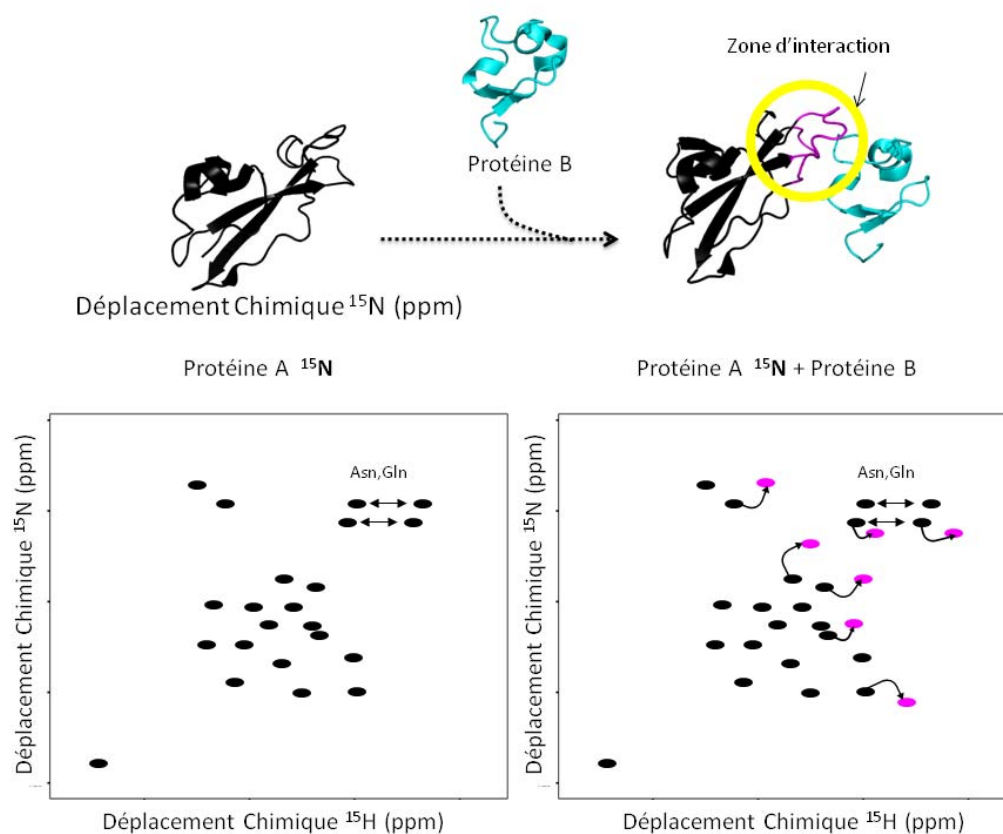 Zone d'interaction
Protéine B
Déplacement Chimique ¹⁵N (ppm)
Protéine A ¹⁵N
Protéine A ¹⁵N + Protéine B
Déplacement Chimique ¹⁵N (ppm)
Asn,Gln
Déplacement Chimique ¹⁵H (ppm)
Déplacement Chimique ¹⁵N (ppm)
Asn,Gln
Déplacement Chimique ¹⁵H (ppm)